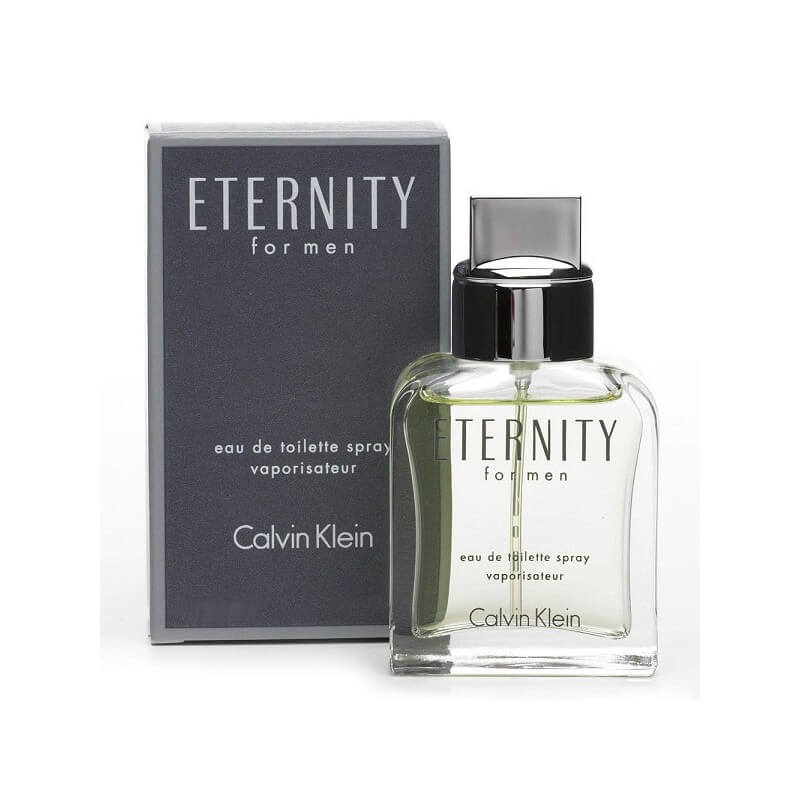 ETERNITY
for men
eau de toilette spray
vaporisateur
Calvin Klein
ETERNITY
for men
eau de toilette spray
vaporisateur
Calvin Klein